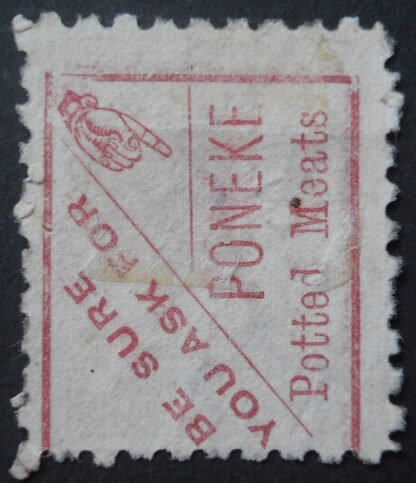 BE SURE
YOU ASK FOR
PONEKE
Potted Meats